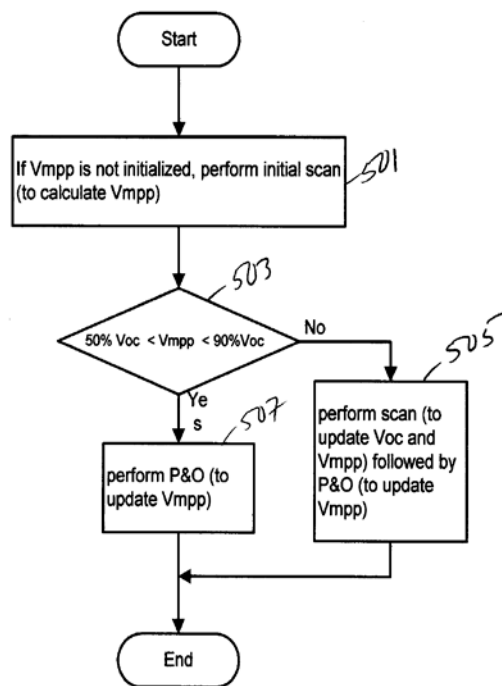 Start
If Vmpp is not initialized, perform initial scan
(to calculate Vmpp)
501
503
50% Voc < Vmpp < 90%Voc
No
505
Ye
s
507
perform P&O (to
update Vmpp)
perform scan (to
update Voc and
Vmpp) followed by
P&O (to update
Vmpp)
End